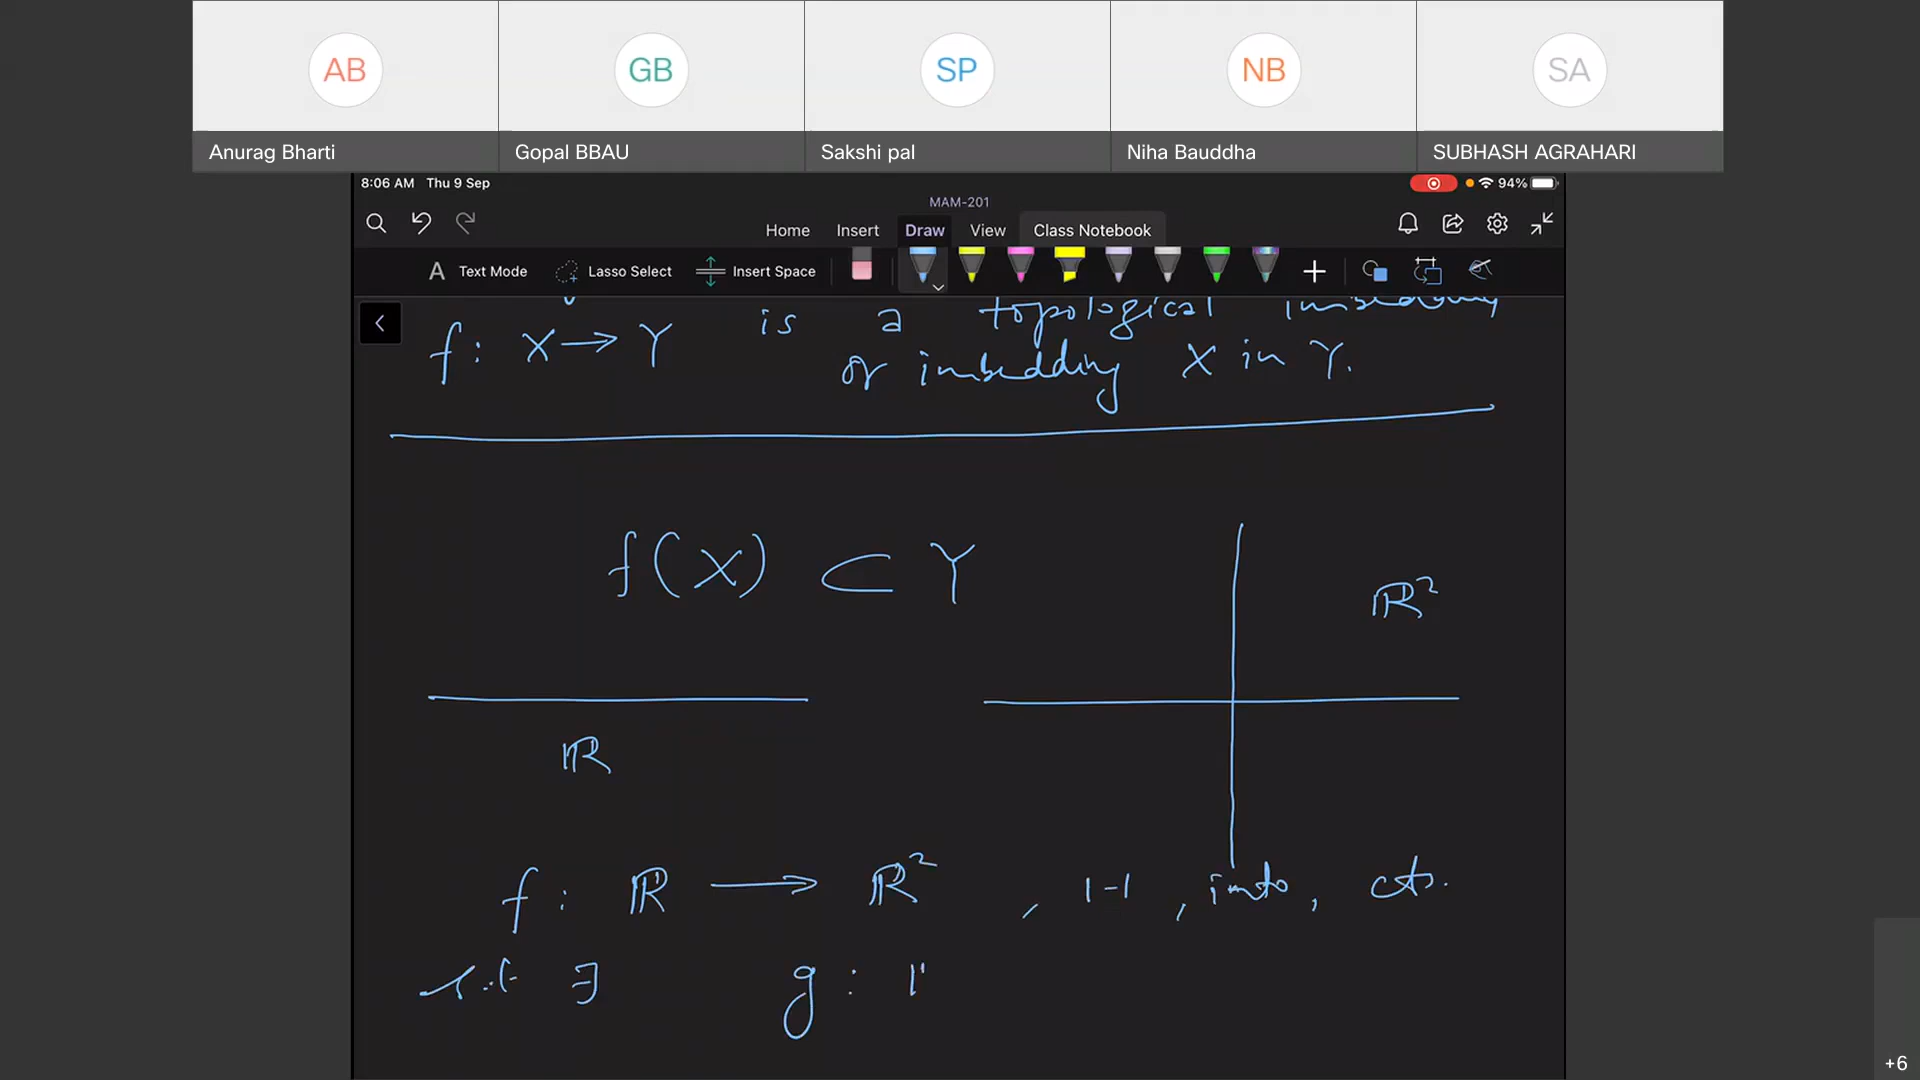 AB GB SP NB SA
Anurag Bharti Gopal BBAU Sakshi pal Niha Bauddha SUBHASH AGRAHARI
8:06 AM Thu 9 Sep 94%
MAM-201
Home Insert Draw View Class Notebook
A Text Mode Lasso Select Insert Space
f: X → Y is a topological imbedding
or imbedding X in Y.
f(X) ⊂ Y
ℝ²
ℝ
f: ℝ → ℝ², 1-1, into, cts.
s.t ∃ g :
+6